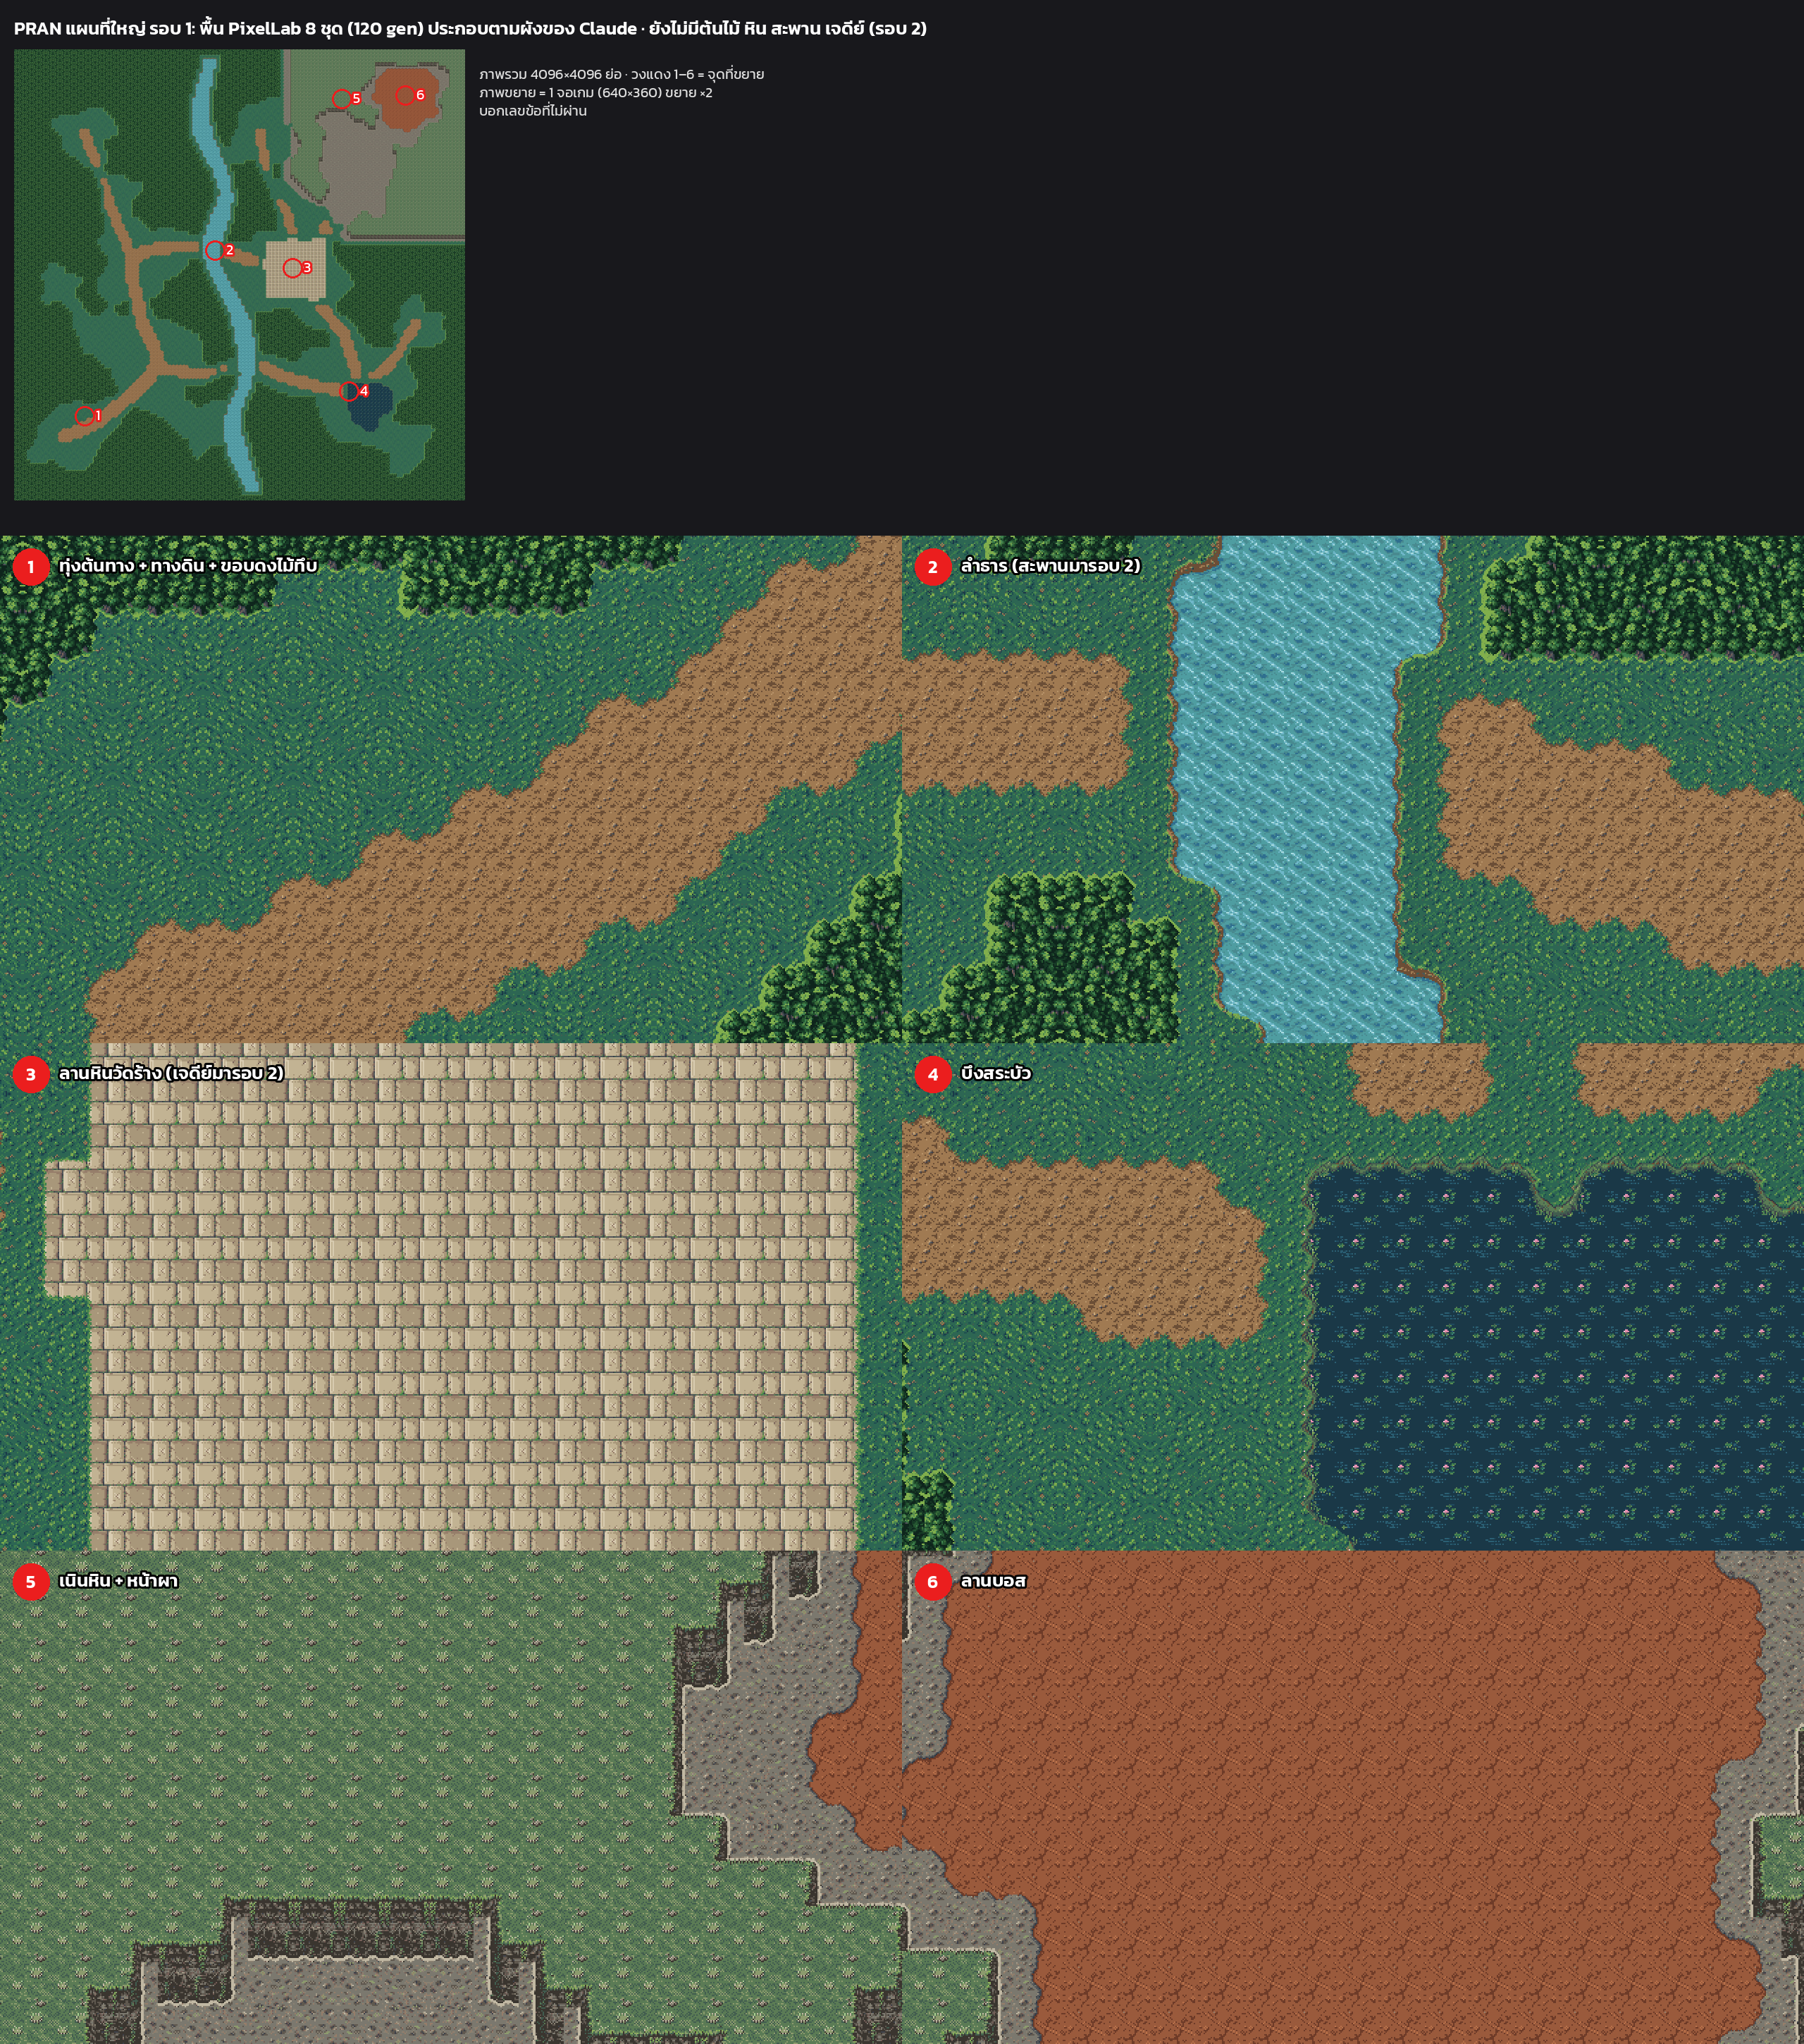 PRAN แผนที่ใหญ่ รอบ 1: พื้น PixelLab 8 ชุด (120 gen) ประกอบตามผังของ Claude · ยังไม่มีต้นไม้ หิน สะพาน เจดีย์ (รอบ 2)
ภาพรวม 4096×4096 ย่อ · วงแดง 1–6 = จุดที่ขยาย
ภาพขยาย = 1 จอเกม (640×360) ขยาย ×2
บอกเลขข้อที่ไม่ผ่าน
5
6
2
3
4
1
1 ทุ่งต้นทาง + ทางดิน + ขอบดงไม้ทึบ
2 ลำธาร (สะพานมารอบ 2)
3 ลานหินวัดร้าง (เจดีย์มารอบ 2)
4 บึงสระบัว
5 เนินหิน + หน้าผา
6 ลานบอส